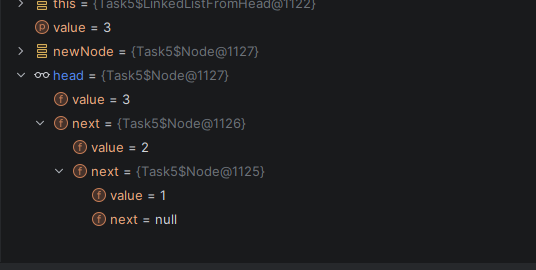 this = {Task5$LinkedListFromHead@1122}
P value = 3
newNode = {Task5$Node@1127}
head = {Task5$Node@1127}
f value = 3
f next = {Task5$Node@1126}
f value = 2
f next = {Task5$Node@1125}
f value = 1
f next = null